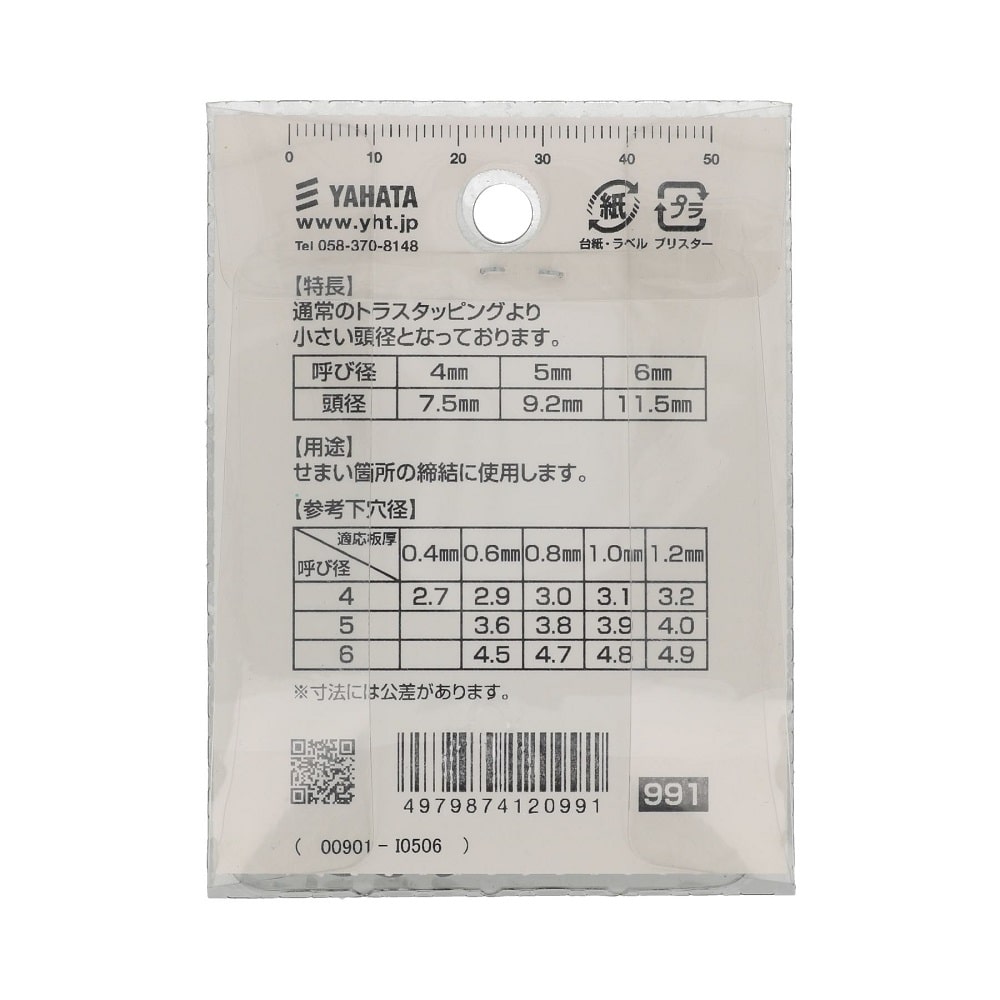 0 10 20 30 40 50
YAHATA
www.yht.jp
Tel 058-370-8148
紙 プラ
台紙・ラベル ブリスター
【特長】
通常のトラスタッピングより
小さい頭径となっております。
呼び径 4㎜ 5㎜ 6㎜
頭径 7.5㎜ 9.2㎜ 11.5㎜
【用途】
せまい箇所の締結に使用します。
【参考下穴径】
適応板厚 0.4㎜ 0.6㎜ 0.8㎜ 1.0㎜ 1.2㎜
呼び径
4 2.7 2.9 3.0 3.1 3.2
5 3.6 3.8 3.9 4.0
6 4.5 4.7 4.8 4.9
※寸法には公差があります。
4979874120991
991
( 00901-I0506 )